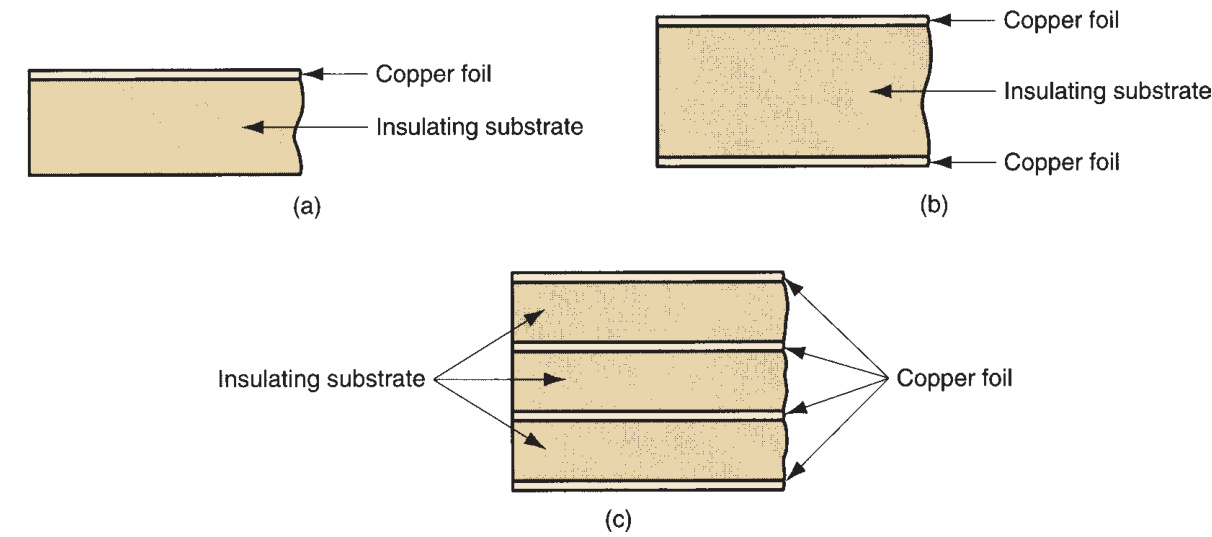 Copper foil
Insulating substrate
(a)
Copper foil
Insulating substrate
Copper foil
(b)
Insulating substrate
Copper foil
(c)